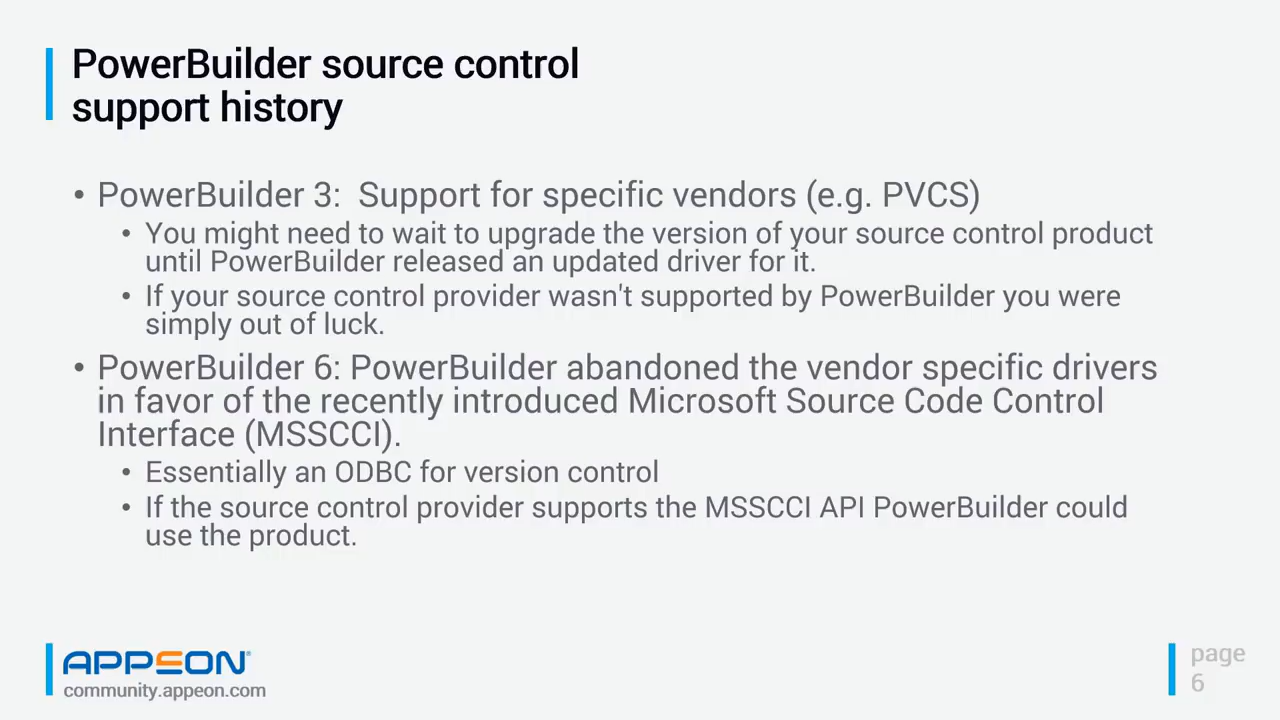 PowerBuilder source control
support history
• PowerBuilder 3:  Support for specific vendors (e.g. PVCS)
• You might need to wait to upgrade the version of your source control product
until PowerBuilder released an updated driver for it.
• If your source control provider wasn't supported by PowerBuilder you were
simply out of luck.
• PowerBuilder 6: PowerBuilder abandoned the vendor specific drivers
in favor of the recently introduced Microsoft Source Code Control
Interface (MSSCCI).
• Essentially an ODBC for version control
• If the source control provider supports the MSSCCI API PowerBuilder could
use the product.
APPEON®
community.appeon.com
page
6